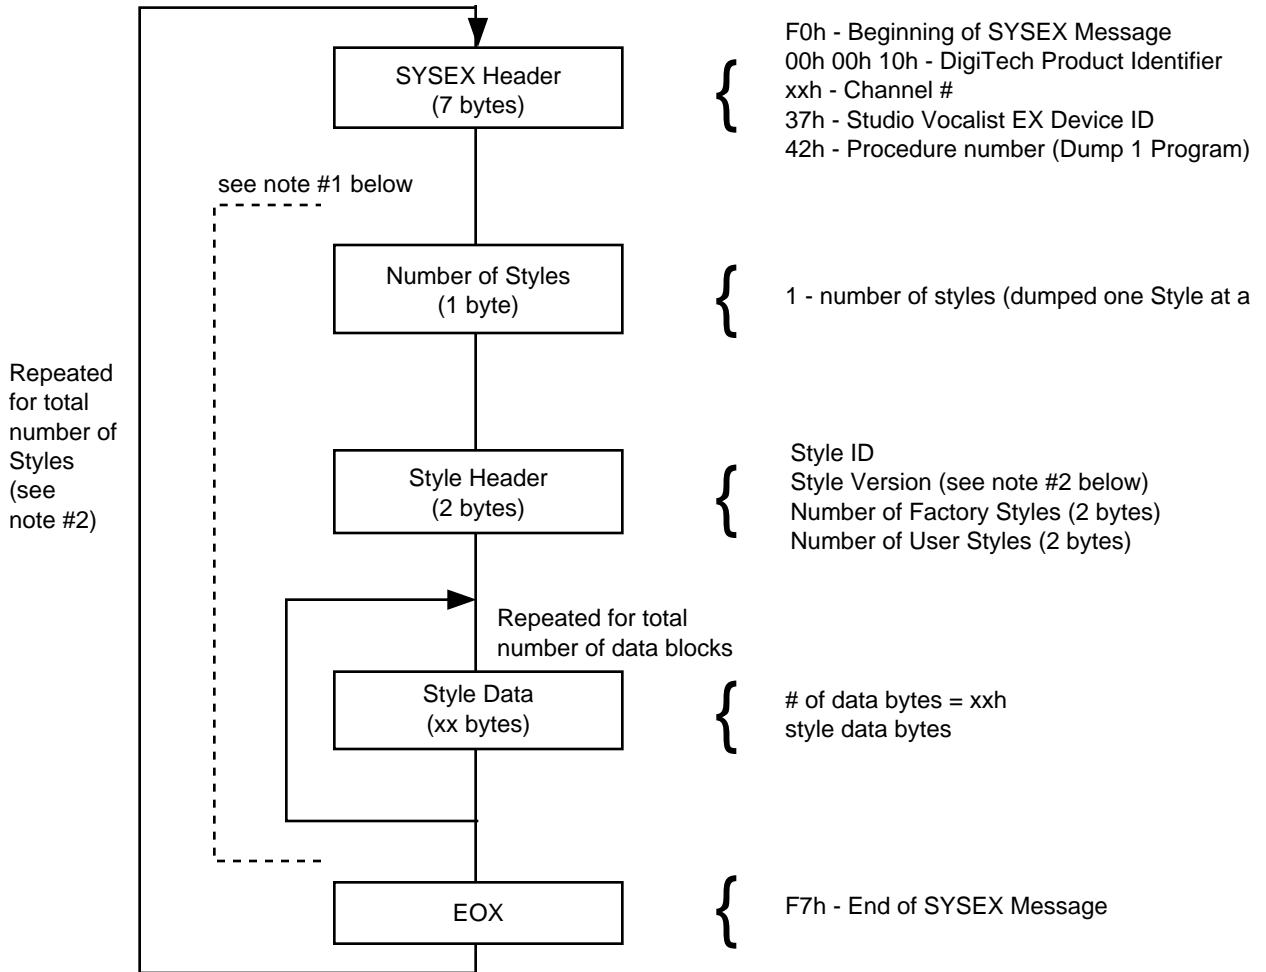 F0h - Beginning of SYSEX Message
00h 00h 10h - DigiTech Product Identifier
xxh - Channel #
37h - Studio Vocalist EX Device ID
42h - Procedure number (Dump 1 Program)
SYSEX Header
(7 bytes)
see note #1 below
Number of Styles
(1 byte)
1 - number of styles (dumped one Style at a
Repeated
for total
number of
Styles
(see
note #2)
Style Header
(2 bytes)
Style ID
Style Version (see note #2 below)
Number of Factory Styles (2 bytes)
Number of User Styles (2 bytes)
Repeated for total
number of data blocks
Style Data
(xx bytes)
# of data bytes = xxh
style data bytes
EOX
F7h - End of SYSEX Message